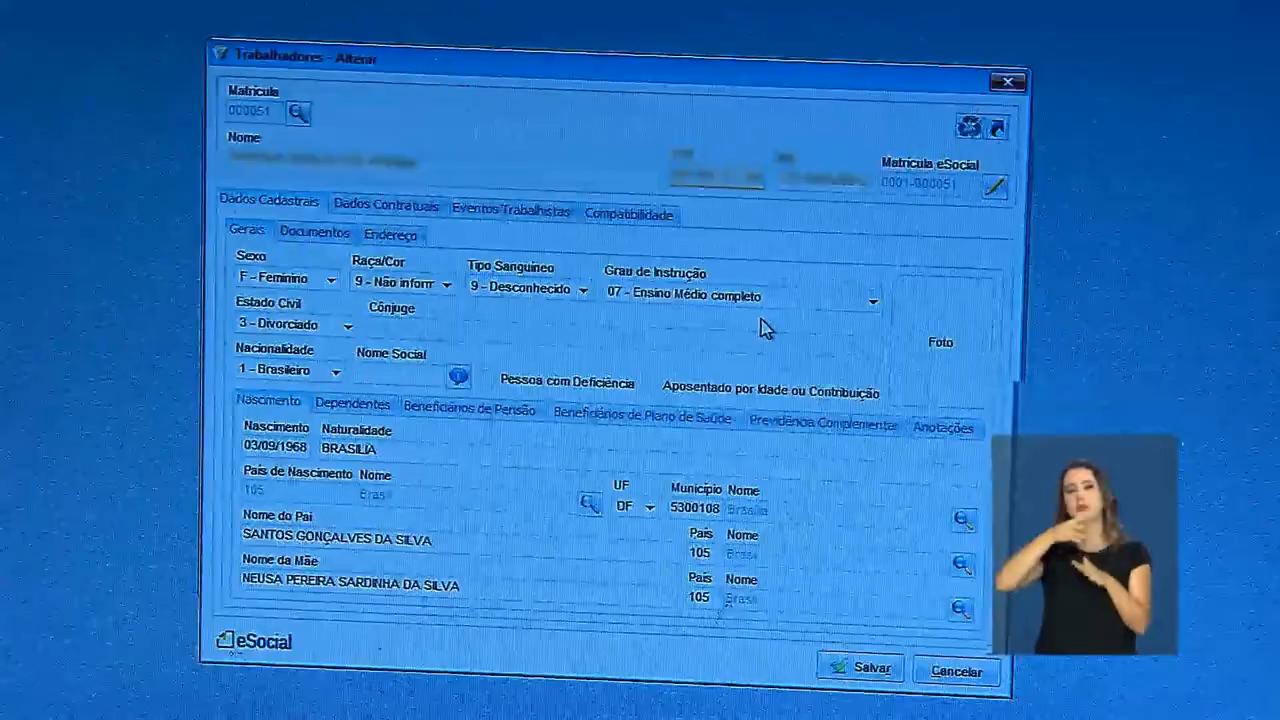 Trabalhadores - Alterar
Matrícula
000051
Nome
Matrícula eSocial
0001-000051
Dados Cadastrais Dados Contratuais Eventos Trabalhistas Compatibilidade
Gerais Documentos Endereço
Sexo Raça/Cor Tipo Sanguíneo Grau de Instrução
F - Feminino 9 - Não inforr 9 - Desconhecido 07 - Ensino Médio completo
Estado Civil Cônjuge
3 - Divorciado
Foto
Nacionalidade Nome Social
1 - Brasileiro
Pessoa com Deficiência Aposentado por Idade ou Contribuição
Nascimento Dependentes Beneficiários de Pensão Beneficiários de Plano de Saúde Previdência Complementar Anotações
Nascimento Naturalidade
03/09/1968 BRASILIA
País de Nascimento Nome UF Município Nome
105 Brasil DF 5300108 Brasília
Nome do Pai País Nome
SANTOS GONÇALVES DA SILVA 105 Brasil
Nome da Mãe País Nome
NEUSA PEREIRA SARDINHA DA SILVA 105 Brasil
eSocial
Salvar Cancelar